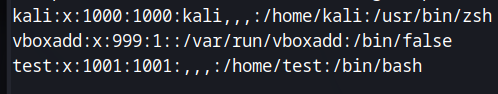 kali:x:1000:1000:kali,,,:/home/kali:/usr/bin/zsh
vboxadd:x:999:1::/var/run/vboxadd:/bin/false
test:x:1001:1001:,,,:/home/test:/bin/bash